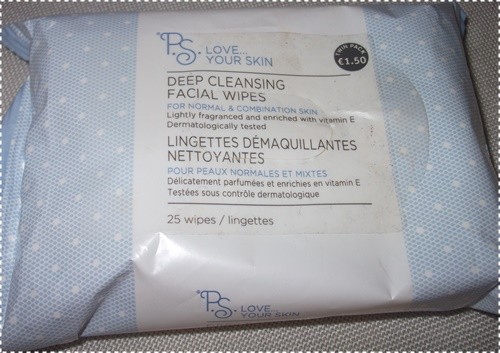 P.S. LOVE...
YOUR SKIN
TWIN PACK
€1.50
DEEP CLEANSING
FACIAL WIPES
FOR NORMAL & COMBINATION SKIN
Lightly fragranced and enriched with vitamin E
Dermatologically tested
LINGETTES DÉMAQUILLANTES
NETTOYANTES
POUR PEAUX NORMALES ET MIXTES
Délicatement parfumées et enrichies en vitamin E
Testées sous contrôle dermatologique
25 wipes / lingettes
P.S. LOVE...
YOUR SKIN